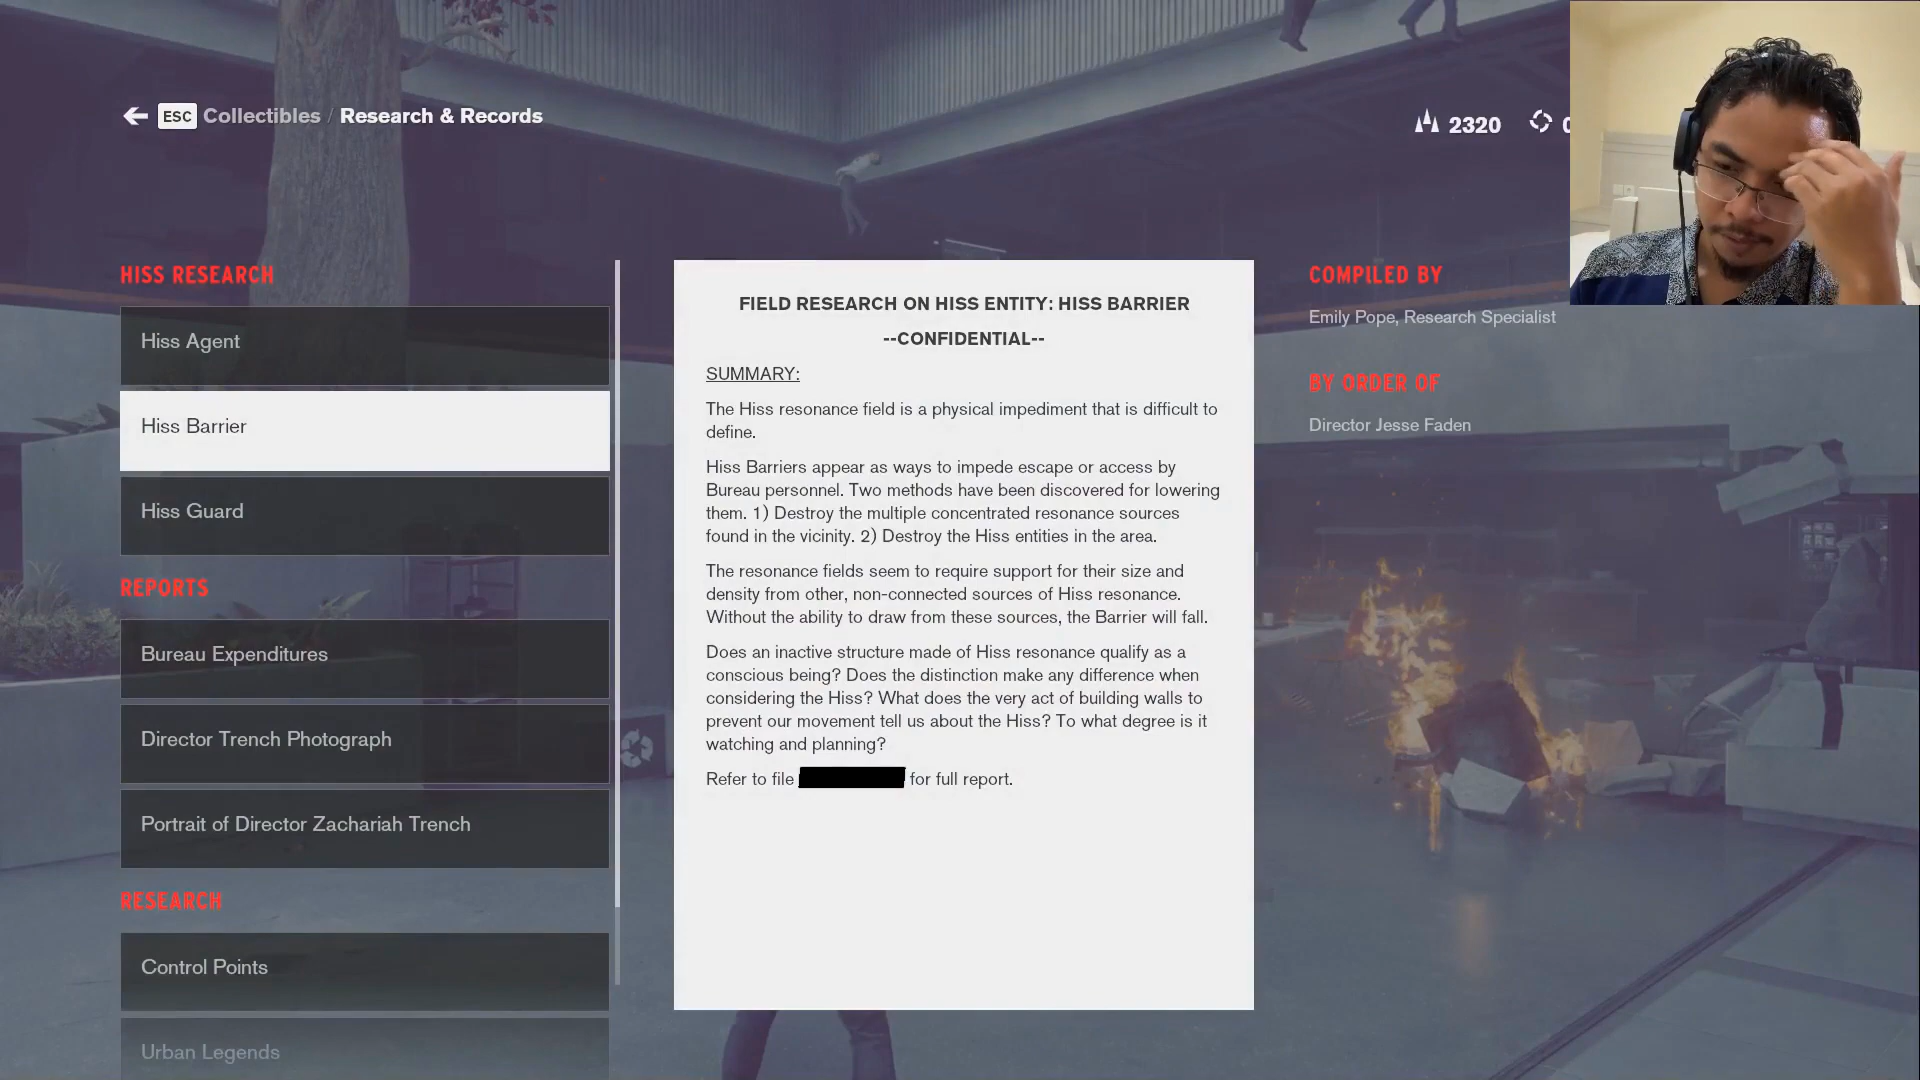 ESC Collectibles / Research & Records
2320
HISS RESEARCH
Hiss Agent
Hiss Barrier
Hiss Guard
REPORTS
Bureau Expenditures
Director Trench Photograph
Portrait of Director Zachariah Trench
RESEARCH
Control Points
Urban Legends
FIELD RESEARCH ON HISS ENTITY: HISS BARRIER
--CONFIDENTIAL--
SUMMARY:
The Hiss resonance field is a physical impediment that is difficult to
define.
Hiss Barriers appear as ways to impede escape or access by
Bureau personnel. Two methods have been discovered for lowering
them. 1) Destroy the multiple concentrated resonance sources
found in the vicinity. 2) Destroy the Hiss entities in the area.
The resonance fields seem to require support for their size and
density from other, non-connected sources of Hiss resonance.
Without the ability to draw from these sources, the Barrier will fall.
Does an inactive structure made of Hiss resonance qualify as a
conscious being? Does the distinction make any difference when
considering the Hiss? What does the very act of building walls to
prevent our movement tell us about the Hiss? To what degree is it
watching and planning?
Refer to file for full report.
COMPILED BY
Emily Pope, Research Specialist
BY ORDER OF
Director Jesse Faden